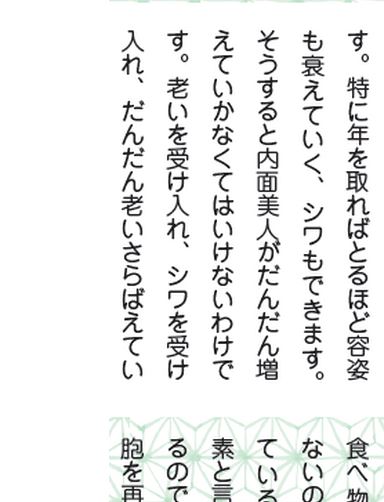 す。特に年を取ればとるほど容姿
も衰えていく、シワもできます。
そうすると内面美人がだんだん増
えていかなくてはいけないわけで
す。老いを受け入れ、シワを受け
入れ、だんだん老いさらばえてい
食べ物
ないの
ている
素と言
るので
胞を再